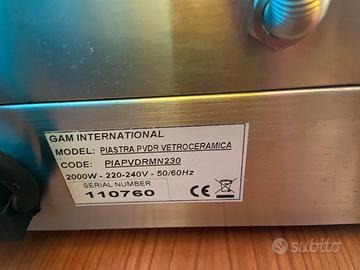 GAM INTERNATIONAL
MODEL: PIASTRA PVDR VETROCERAMICA
CODE: PIAPVDRMN230
2000W - 220-240V - 50/60Hz
SERIAL NUMBER
110760
CE
subito